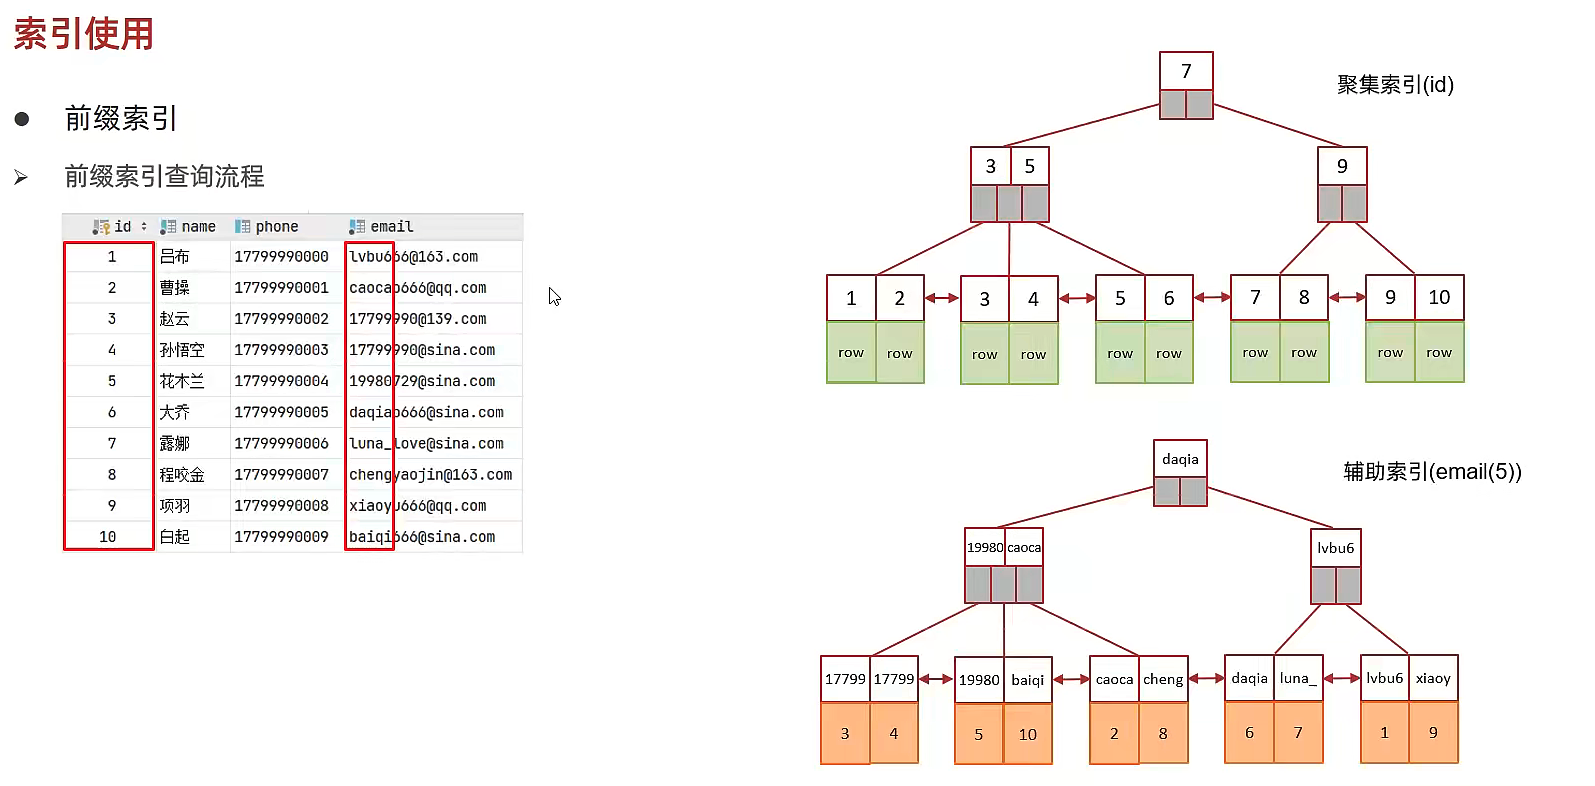 索引使用
● 前缀索引
➢ 前缀索引查询流程
id name phone email
1 吕布 17799990000 lvbu666@163.com
2 曹操 17799990001 caocao666@qq.com
3 赵云 17799990002 17799990@139.com
4 孙悟空 17799990003 17799990@sina.com
5 花木兰 17799990004 19980729@sina.com
6 大乔 17799990005 daqiao666@sina.com
7 露娜 17799990006 luna_love@sina.com
8 程咬金 17799990007 chengyaojin@163.com
9 项羽 17799990008 xiaoyu666@qq.com
10 白起 17799990009 baiqi666@sina.com
聚集索引(id)
7
3 5 9
1 2 3 4 5 6 7 8 9 10
row row row row row row row row row row
辅助索引(email(5))
daqia
19980 caoca lvbu6
17799 17799 19980 baiqi caoca cheng daqia luna_ lvbu6 xiaoy
3 4 5 10 2 8 6 7 1 9